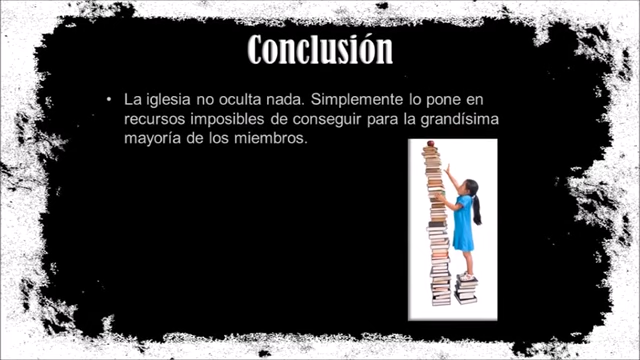 Conclusión
• La iglesia no oculta nada. Simplemente lo pone en
recursos imposibles de conseguir para la grandísima
mayoría de los miembros.